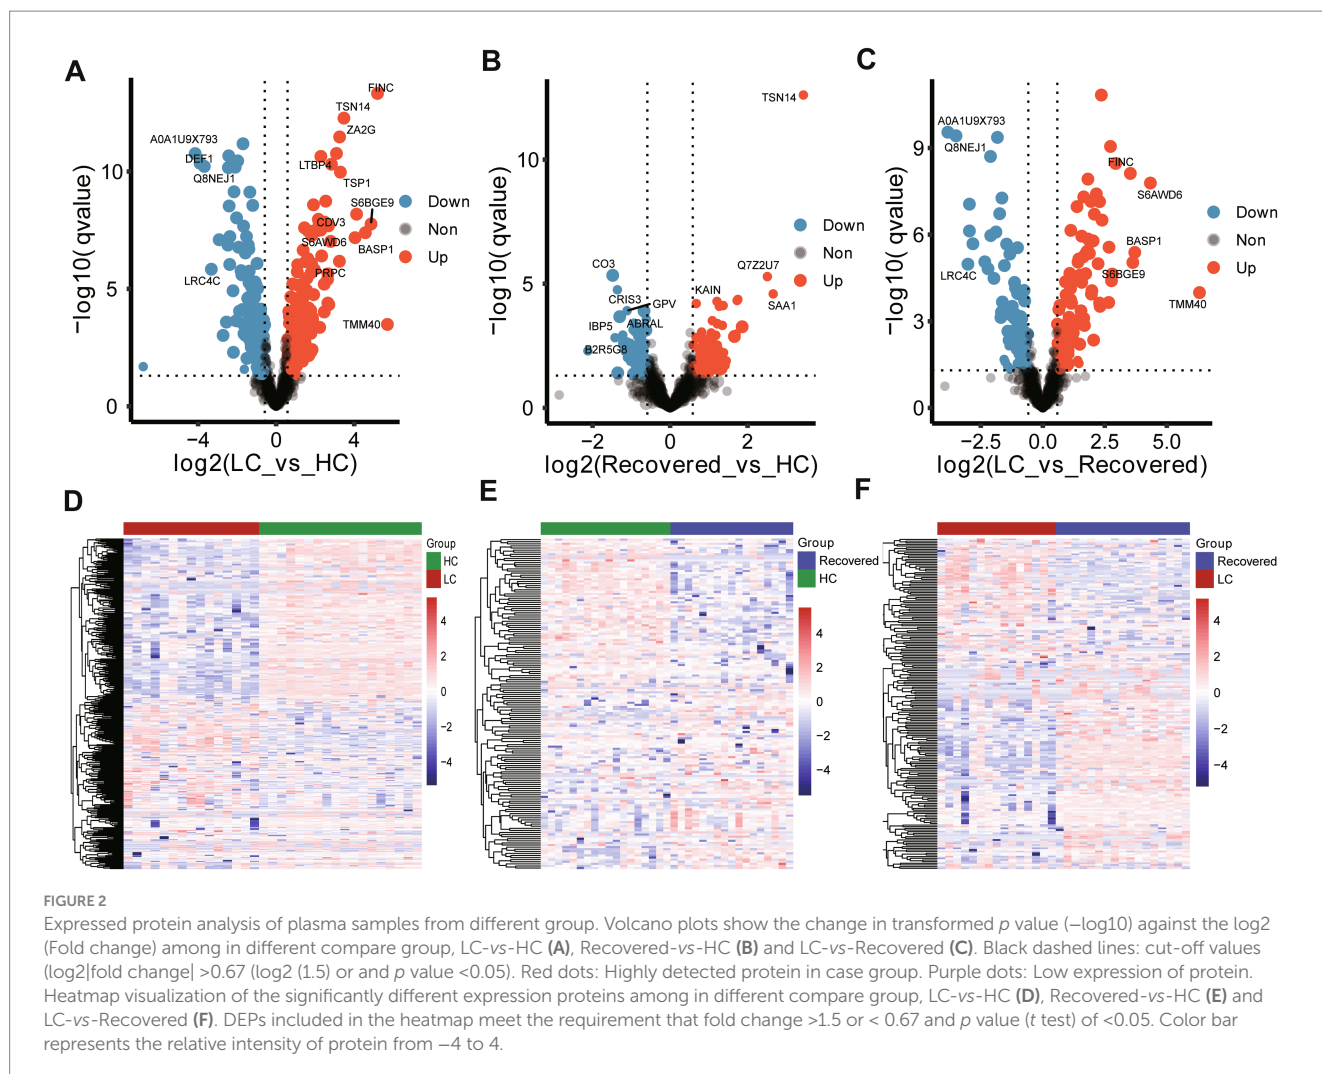 A
−log10( qvalue)
10
5
0
−4
0
4
log2(LC_vs_HC)
FINC
TSN14
ZA2G
A0A1U9X793
DEF1
Q8NEJ1
LTBP4
TSP1
S6BGE9
CDV3
S6AWD6
BASP1
LRC4C
PRPC
TMM40
Down
Non
Up
B
−log10( qvalue)
10
5
0
−2
0
2
log2(Recovered_vs_HC)
TSN14
CO3
Q7Z2U7
KAIN
SAA1
CRIS3
GPV
IBP5
ABRAL
B2R5G8
Down
Non
Up
C
−log10( qvalue)
9
6
3
0
−2.5
0.0
2.5
5.0
log2(LC_vs_Recovered)
A0A1U9X793
Q8NEJ1
FINC
S6AWD6
BASP1
LRC4C
S6BGE9
TMM40
Down
Non
Up
D
Group
HC
LC
4
2
0
−2
−4
E
Group
Recovered
HC
4
2
0
−2
−4
F
Group
Recovered
LC
4
2
0
−2
−4
FIGURE 2
Expressed protein analysis of plasma samples from different group. Volcano plots show the change in transformed p value (−log10) against the log2
(Fold change) among in different compare group, LC-vs-HC (A), Recovered-vs-HC (B) and LC-vs-Recovered (C). Black dashed lines: cut-off values
(log2|fold change| >0.67 (log2 (1.5) or and p value <0.05). Red dots: Highly detected protein in case group. Purple dots: Low expression of protein.
Heatmap visualization of the significantly different expression proteins among in different compare group, LC-vs-HC (D), Recovered-vs-HC (E) and
LC-vs-Recovered (F). DEPs included in the heatmap meet the requirement that fold change >1.5 or < 0.67 and p value (t test) of <0.05. Color bar
represents the relative intensity of protein from −4 to 4.